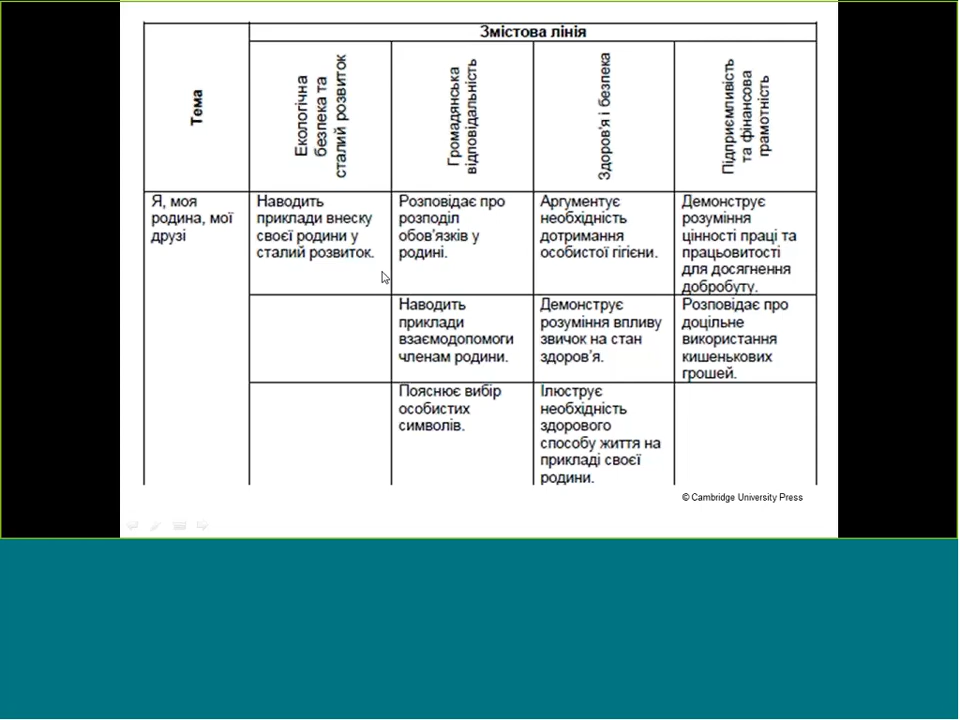 Змістова лінія
Тема
Екологічна
безпека та
сталий розвиток
Громадянська
відповідальність
Здоров'я і безпека
Підприємливість
та фінансова
грамотність
Я, моя
родина, мої
друзі
Наводить
приклади внеску
своєї родини у
сталий розвиток.
Розповідає про
розподіл
обов'язків у
родині.
Аргументує
необхідність
дотримання
особистої гігієни.
Демонструє
розуміння
цінності праці та
працьовитості
для досягнення
добробуту.
Наводить
приклади
взаємодопомоги
членам родини.
Демонструє
розуміння впливу
звичок на стан
здоров'я.
Розповідає про
доцільне
використання
кишенькових
грошей.
Пояснює вибір
особистих
символів.
Ілюструє
необхідність
здорового
способу життя на
прикладі своєї
родини.
© Cambridge University Press